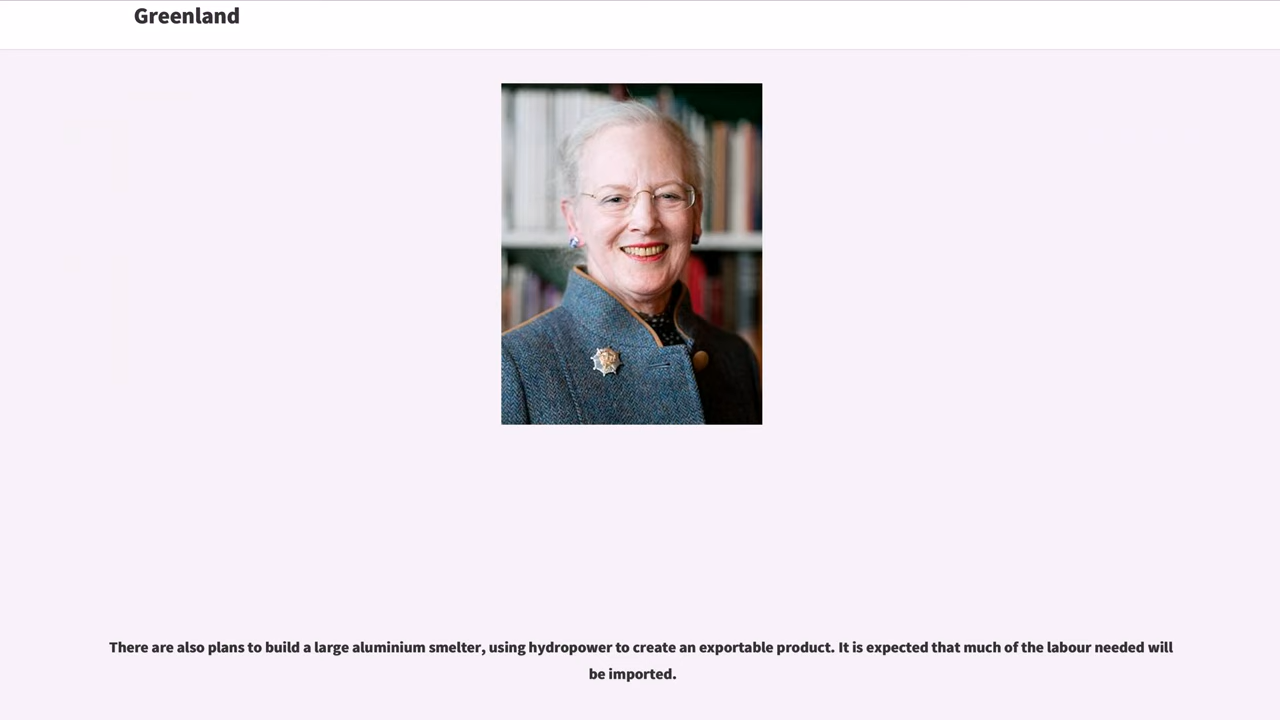 Greenland
There are also plans to build a large aluminium smelter, using hydropower to create an exportable product. It is expected that much of the labour needed will
be imported.